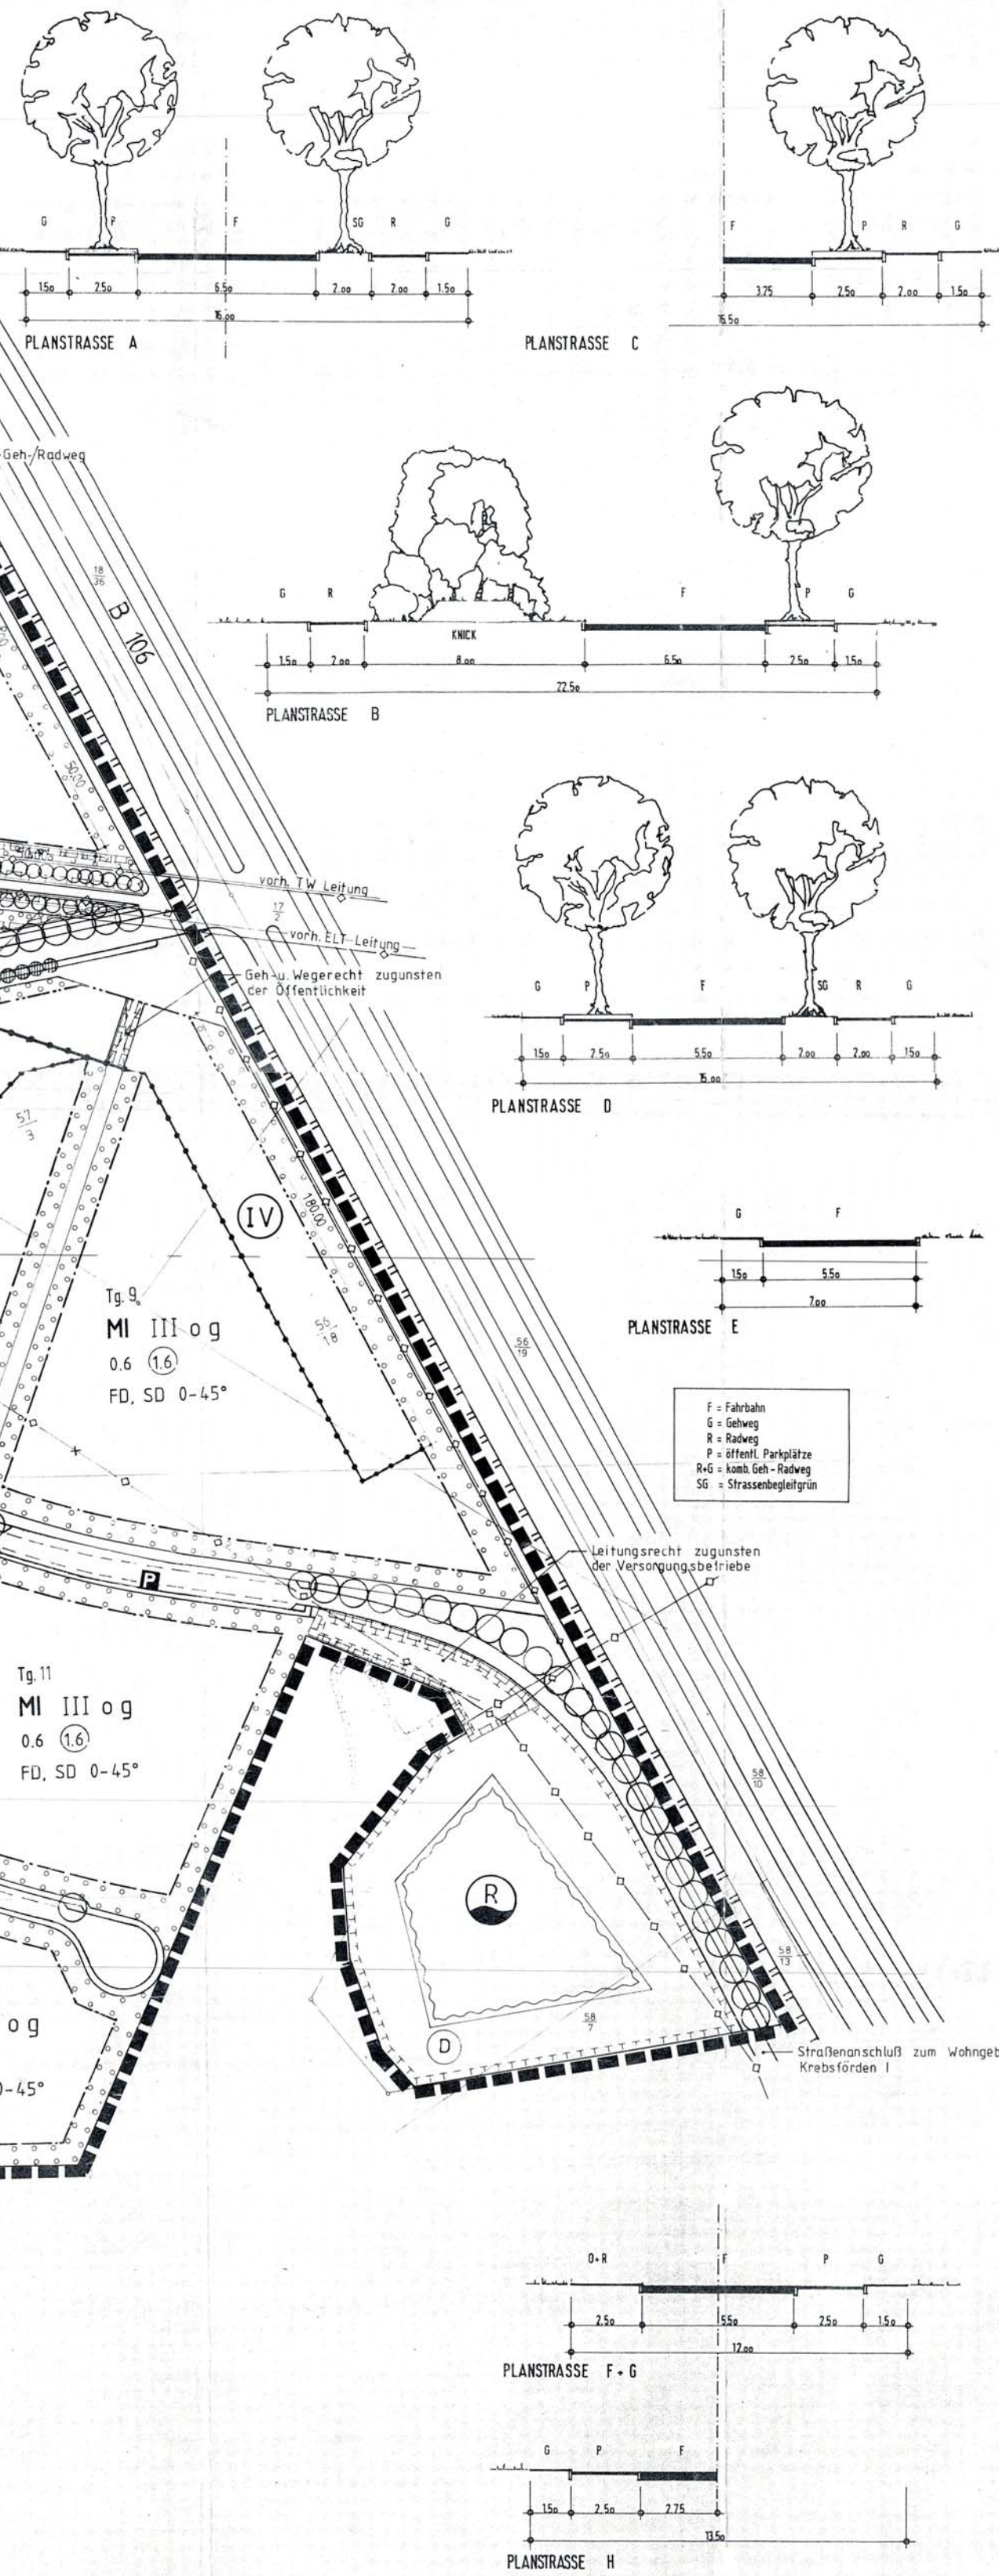 G P F SG R G
1.50 2.50 6.50 2.00 2.00 1.50
16.00
PLANSTRASSE A
F P R G
3.75 2.50 2.00 1.50
16.50
PLANSTRASSE C
Geh-/Radweg
18
36
B 106
G R F P G
KNICK
1.50 2.00 8.00 6.50 2.50 1.50
22.50
PLANSTRASSE B
50.20
vorh. TW Leitung
17
2
vorh. ELT-Leitung
Geh-u. Wegerecht zugunsten
der Öffentlichkeit
G P F SG R G
1.50 2.50 5.50 2.00 2.00 1.50
15.00
PLANSTRASSE D
57
3
IV
180.00
G F
1.50 5.50
7.00
PLANSTRASSE E
Tg. 9
MI III o g
0.6 1.6
FD, SD 0-45°
56
18
56
19
F = Fahrbahn
G = Gehweg
R = Radweg
P = öffentl. Parkplätze
R+G = komb. Geh-Radweg
SG = Strassenbegleitgrün
Leitungsrecht zugunsten
der Versorgungsbetriebe
P
Tg. 11
MI III o g
0.6 1.6
FD, SD 0-45°
58
10
R
58
13
o g
0-45°
D
58
7
Straßenanschluß zum Wohngeb
Krebsförden I
O+R F P G
2.50 5.50 2.50 1.50
12.00
PLANSTRASSE F + G
G P F
1.50 2.50 2.75
13.50
PLANSTRASSE H